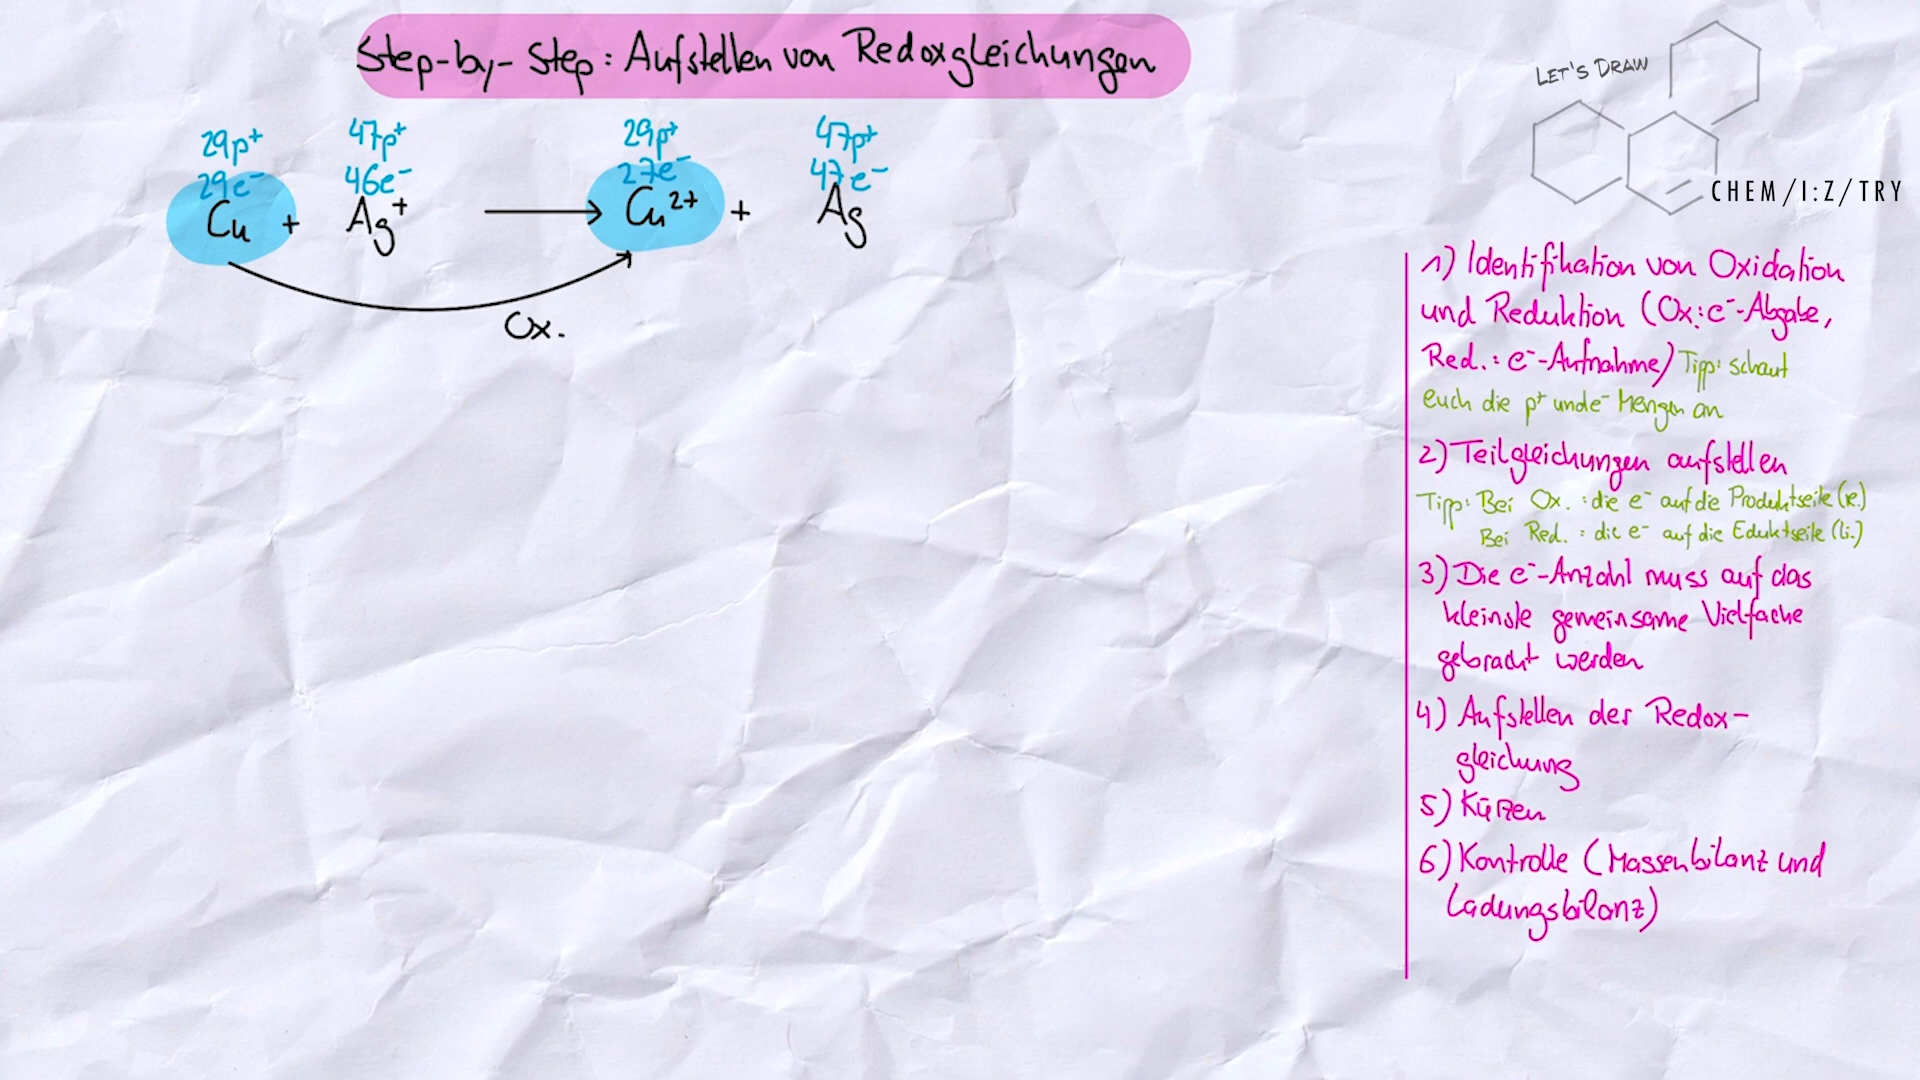 Step-by-Step: Aufstellen von Redoxgleichungen
LET'S DRAW
CHEM/I:Z/TRY
29p⁺ 47p⁺ 29p⁺ 47p⁺
29e⁻ 46e⁻ 27e⁻ 47e⁻
Cu + Ag⁺ → Cu²⁺ + Ag
Ox.
1) Identifikation von Oxidation
und Reduktion (Ox: e⁻-Abgabe,
Red.: e⁻-Aufnahme) Tipp: schaut
euch die p⁺ und e⁻ Mengen an
2) Teilgleichungen aufstellen
Tipp: Bei Ox. : die e⁻ auf die Produktseite (re.)
Bei Red. : die e⁻ auf die Eduktseite (li.)
3) Die e⁻-Anzahl muss auf das
kleinste gemeinsame Vielfache
gebracht werden
4) Aufstellen der Redox-
gleichung
5) Kürzen
6) Kontrolle (Massenbilanz und
Ladungsbilanz)